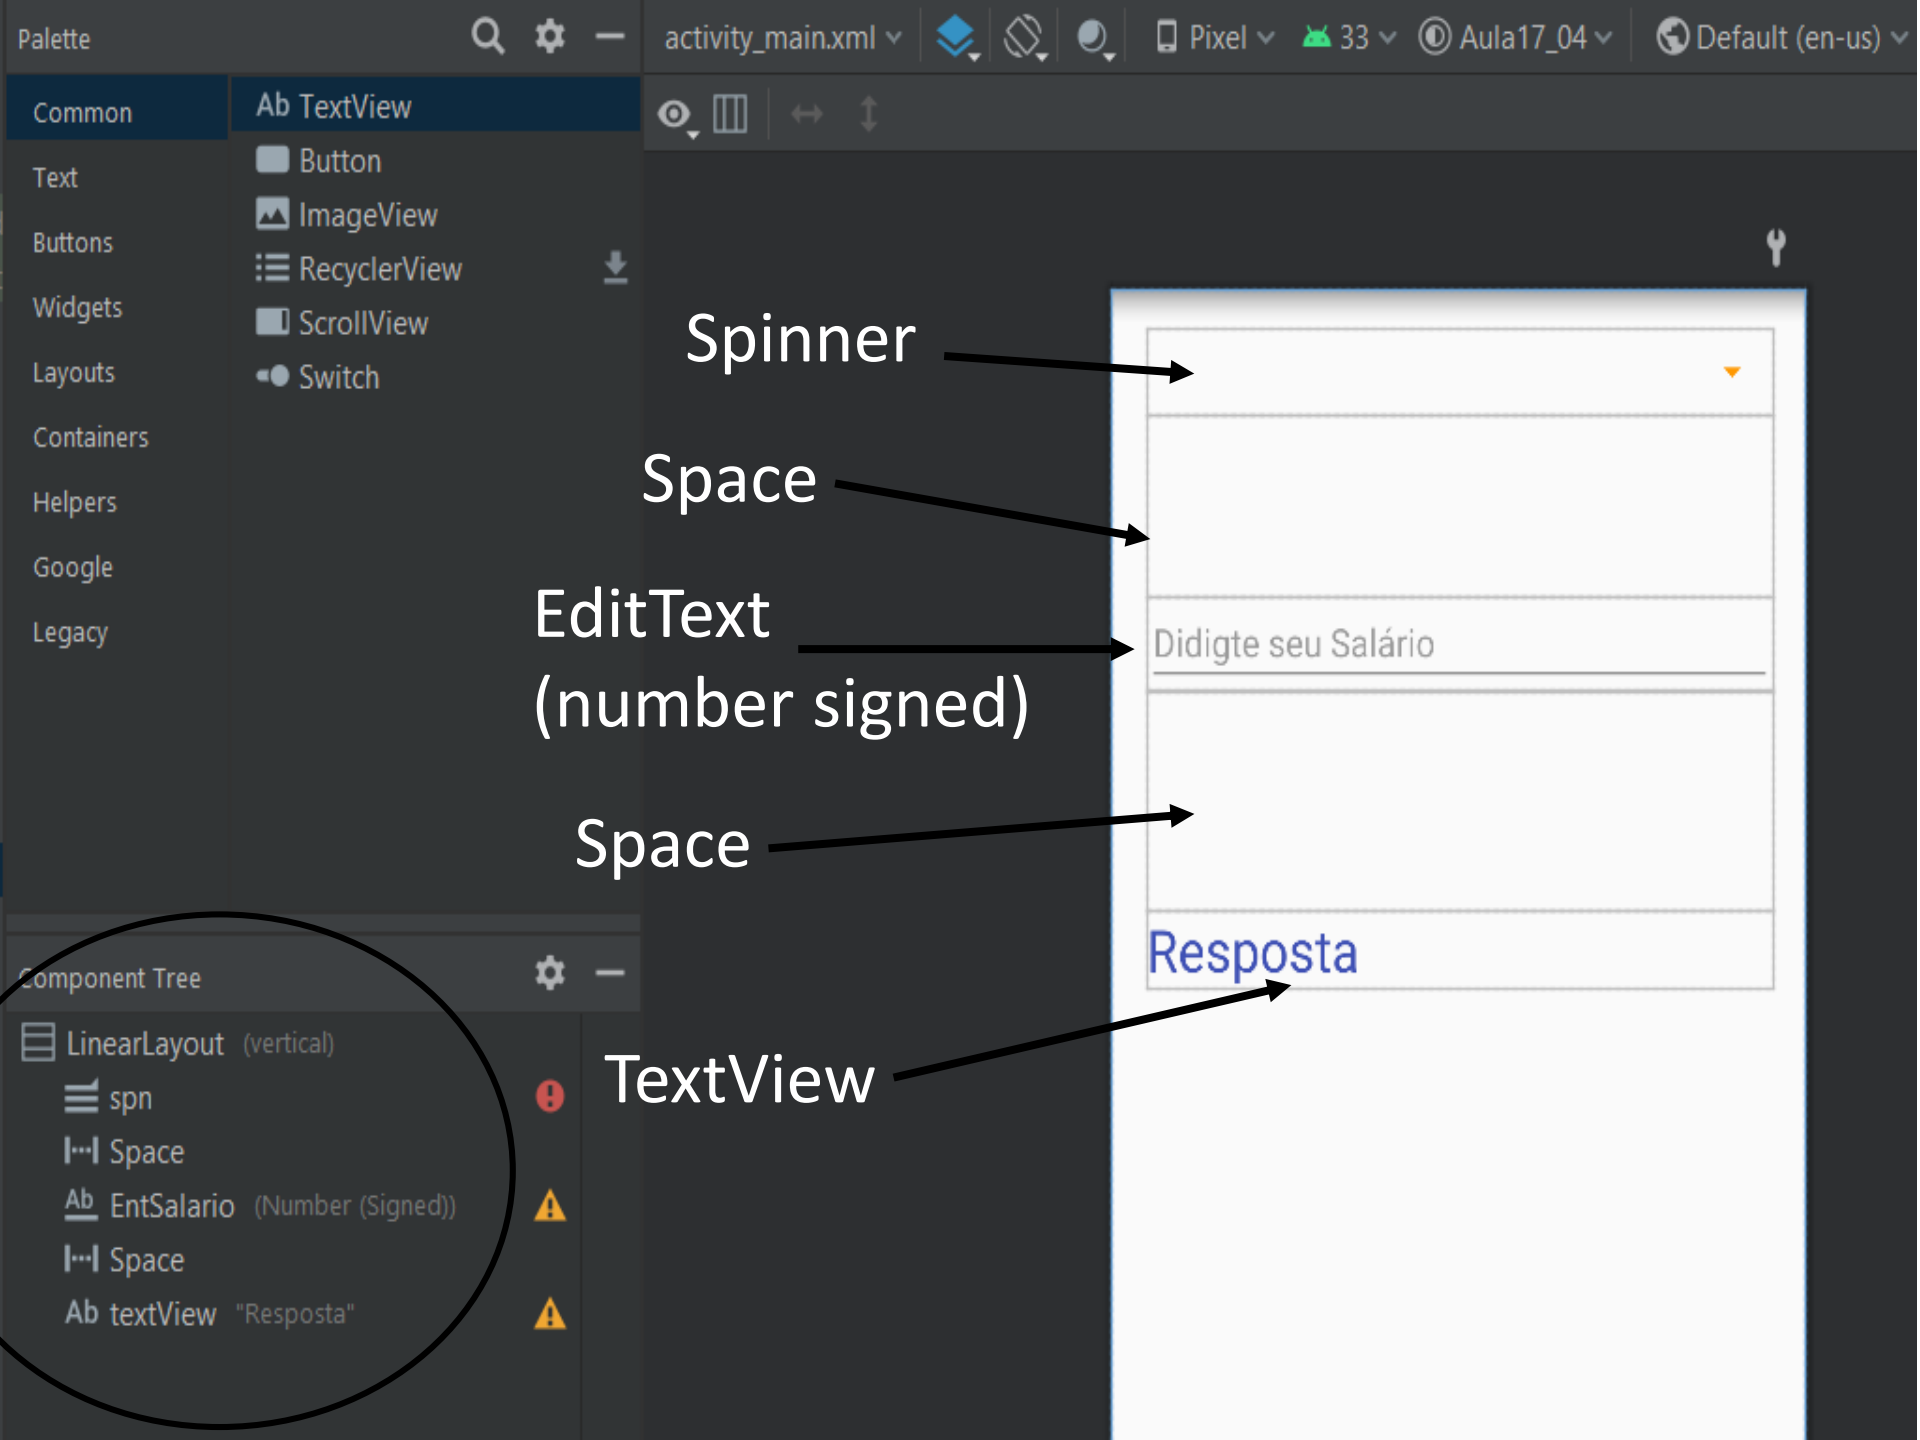 Palette
activity_main.xml
Pixel
33
Aula17_04
Default (en-us)
Common
Text
Buttons
Widgets
Layouts
Containers
Helpers
Google
Legacy
Ab TextView
Button
ImageView
RecyclerView
ScrollView
Switch
Spinner
Space
EditText
(number signed)
Space
TextView
Didigte seu Salário
Resposta
Component Tree
LinearLayout (vertical)
spn
Space
Ab EntSalario (Number (Signed))
Space
Ab textView "Resposta"